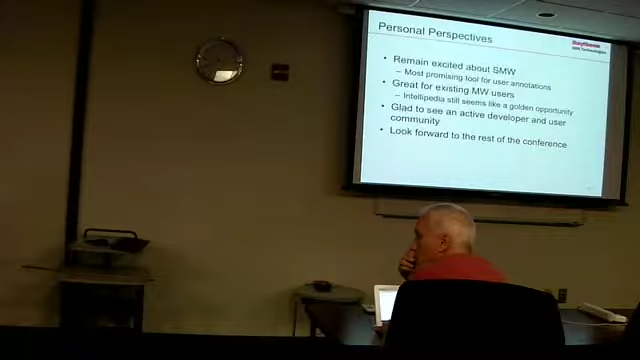 Personal Perspectives
Raytheon
BBN Technologies
• Remain excited about SMW
– Most promising tool for user annotations
• Great for existing MW users
– Intellipedia still seems like a golden opportunity
• Glad to see an active developer and user
community
• Look forward to the rest of the conference